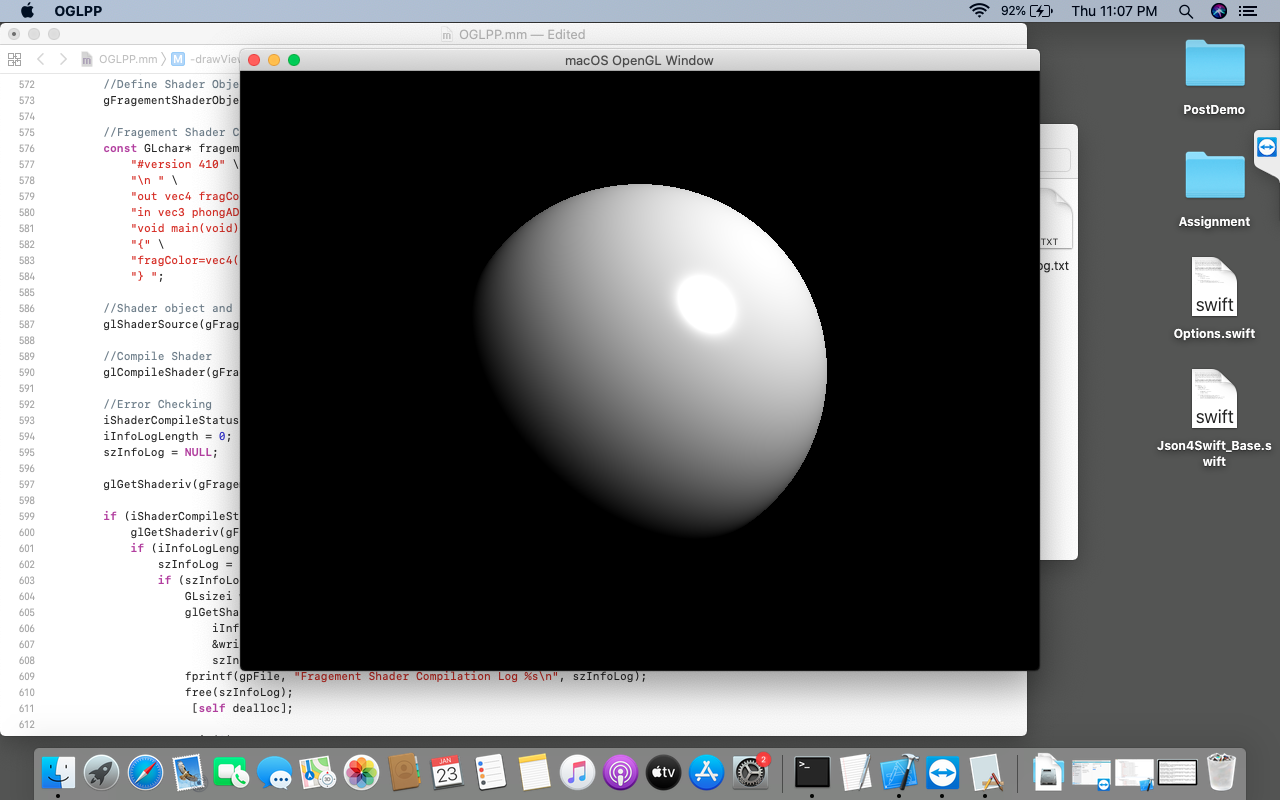 OGLPP
92%
Thu 11:07 PM
OGLPP.mm — Edited
OGLPP.mm
-drawVie
macOS OpenGL Window
572 //Define Shader Obje
573 gFragementShaderObje
574
575 //Fragement Shader C
576 const GLchar* fragem
577 "#version 410" \
578 "\n " \
579 "out vec4 fragCo
580 "in vec3 phongAD
581 "void main(void)
582 "{" \
583 "fragColor=vec4(
584 "} ";
585
586 //Shader object and
587 glShaderSource(gFrag
588
589 //Compile Shader
590 glCompileShader(gFra
591
592 //Error Checking
593 iShaderCompileStatus
594 iInfoLogLength = 0;
595 szInfoLog = NULL;
596
597 glGetShaderiv(gFrage
598
599 if (iShaderCompileSt
600 glGetShaderiv(gF
601 if (iInfoLogLeng
602 szInfoLog =
603 if (szInfoLo
604 GLsizei
605 glGetSha
606 iInf
607 &wri
608 szIn
609 fprintf(gpFile, "Fragement Shader Compilation Log %s\n", szInfoLog);
610 free(szInfoLog);
611 [self dealloc];
612
TXT
og.txt
PostDemo
Assignment
swift
Options.swift
swift
Json4Swift_Base.s
wift
JAN
23
tv
2
>_